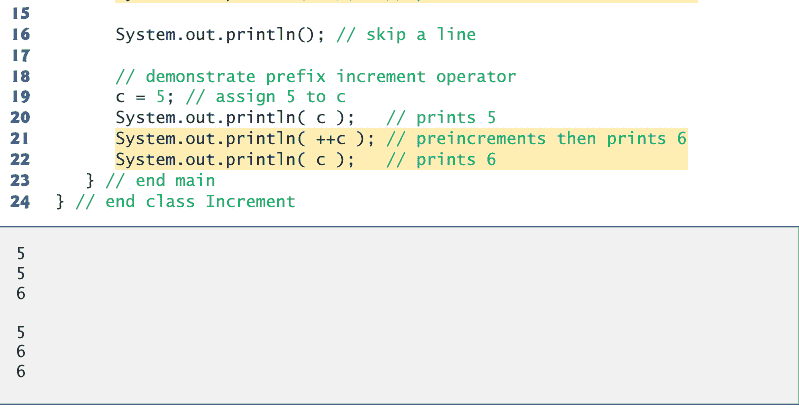 15
16 System.out.println(); // skip a line
17
18 // demonstrate prefix increment operator
19 c = 5; // assign 5 to c
20 System.out.println( c ); // prints 5
21 System.out.println( ++c ); // preincrements then prints 6
22 System.out.println( c ); // prints 6
23 } // end main
24 } // end class Increment
5
5
6
5
6
6